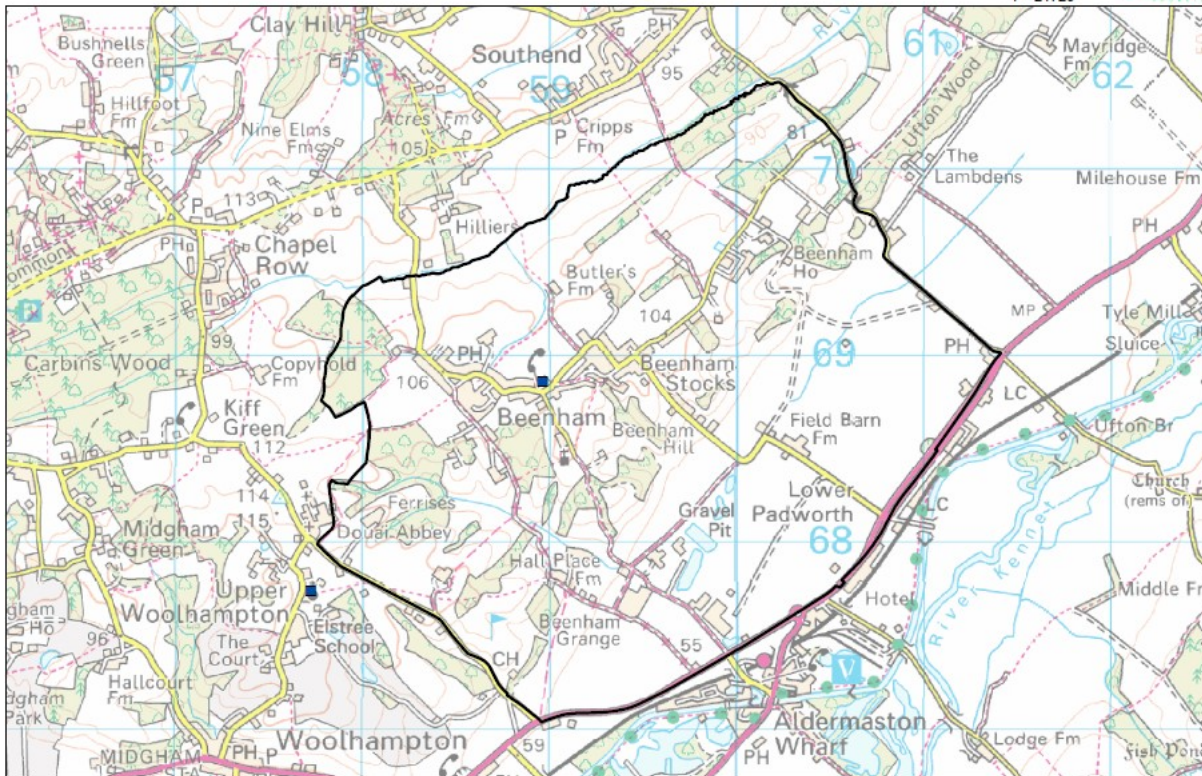 Bushnells
Green
57
Clay Hill
58
Southend
PH
59
95
61
Mayridge
Fm
62
Hillfoot
Fm
Nine Elms
Fm
Acres Fm
105
P
Cripps
Fm
90
81
Ufton Wood
The
Lambdens
Milehouse Fm
P
113
PH
Chapel
Row
Hilliers
PH
Common
Butler's
Fm
Beenham
Ho
104
MP
Tyle Mill
Sluice
99
Carbins Wood
Copyhold
Fm
PH
106
Beenham
Stocks
69
PH
LC
Kiff
Green
112
Beenham
Beenham
Hill
Field Barn
Fm
Ufton Br
114
115
Ferrises
Gravel
Pit
Lower
Padworth
LC
Church
(rems of)
Midgham
Green
Douai Abbey
68
River Kennet
Upper
Woolhampton
Hall Place
Fm
Hotel
Middle Fm
96
The
Court
Elstree
School
Beenham
Grange
55
CH
V
Hallcourt
Fm
Park
Woolhampton
59
Aldermaston
Wharf
Lodge Fm
MIDGHAM
STA
PH
P
PH
Fish Pond